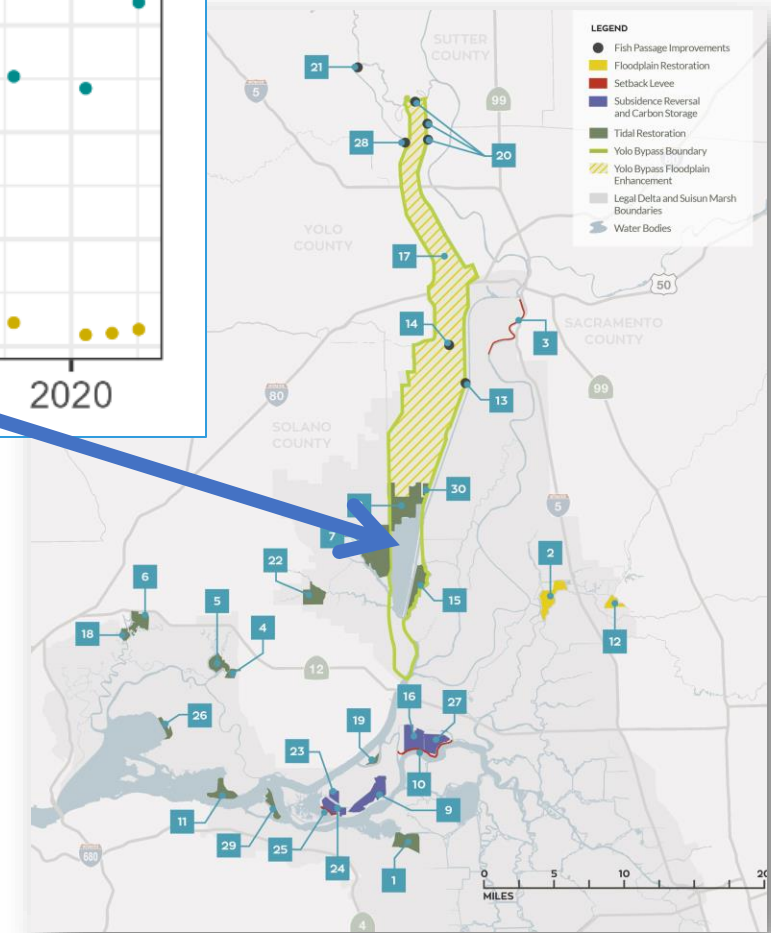 2020
LEGEND
Fish Passage Improvements
Floodplain Restoration
Setback Levee
Subsidence Reversal
and Carbon Storage
Tidal Restoration
Yolo Bypass Boundary
Yolo Bypass Floodplain
Enhancement
Legal Delta and Suisun Marsh
Boundaries
Water Bodies
SUTTER
COUNTY
21
5
99
28
20
YOLO
COUNTY
17
50
14
3
SACRAMENTO
COUNTY
80
13
99
SOLANO
COUNTY
30
5
7
22
2
6
15
5
18
4
12
12
16
27
26
19
23
10
11
9
29
25
24
680
1
0
5
10
20
MILES
4